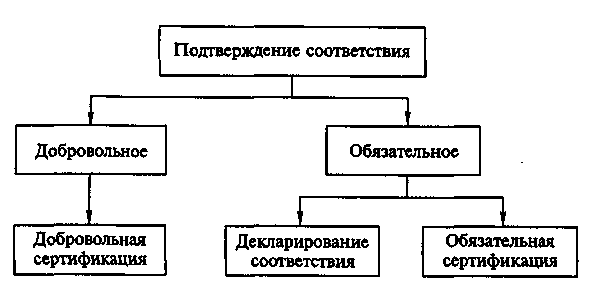 Подтверждение соответствия
Добровольное
Обязательное
Добровольная
сертификация
Декларирование
соответствия
Обязательная
сертификация